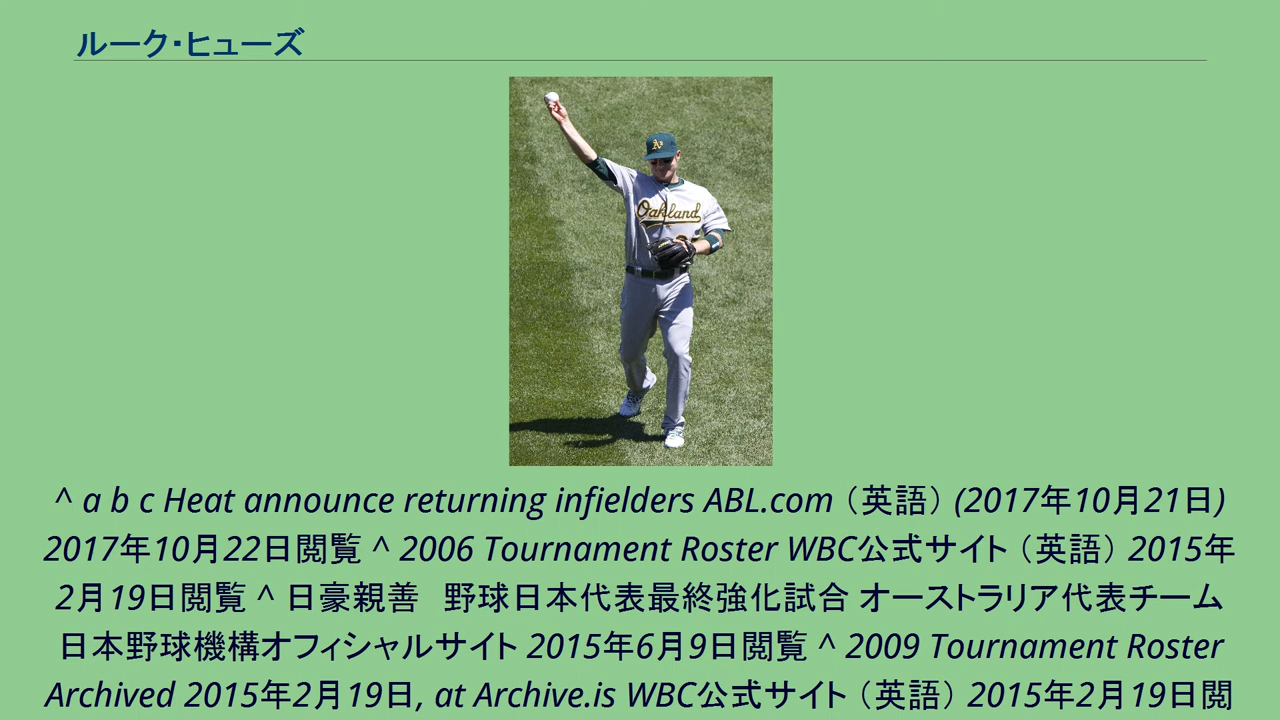 ルーク・ヒューズ
Oakland
^ a b c Heat announce returning infielders ABL.com（英語）(2017年10月21日)
2017年10月22日閲覧 ^ 2006 Tournament Roster WBC公式サイト（英語）2015年
2月19日閲覧 ^ 日豪親善　野球日本代表最終強化試合 オーストラリア代表チーム
日本野球機構オフィシャルサイト 2015年6月9日閲覧 ^ 2009 Tournament Roster
Archived 2015年2月19日, at Archive.is WBC公式サイト（英語）2015年2月19日閲